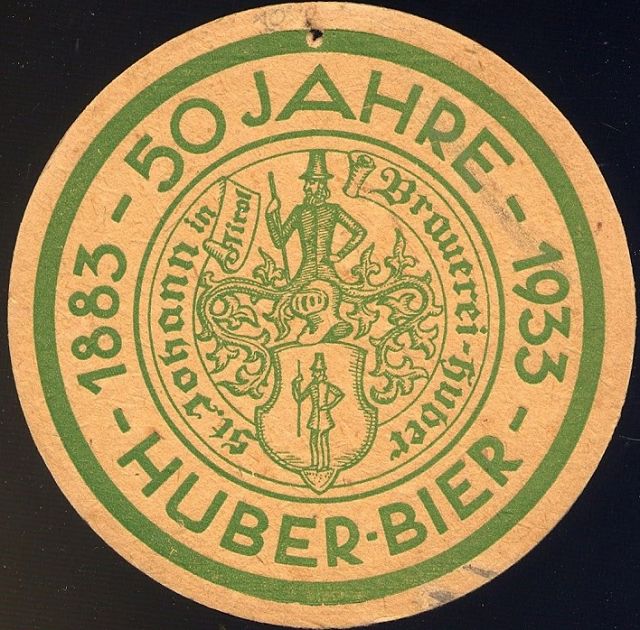 1883 - 50 JAHRE - 1933
- HUBER-BIER -
St. Johann in
Tirol
Brauerei-Huber